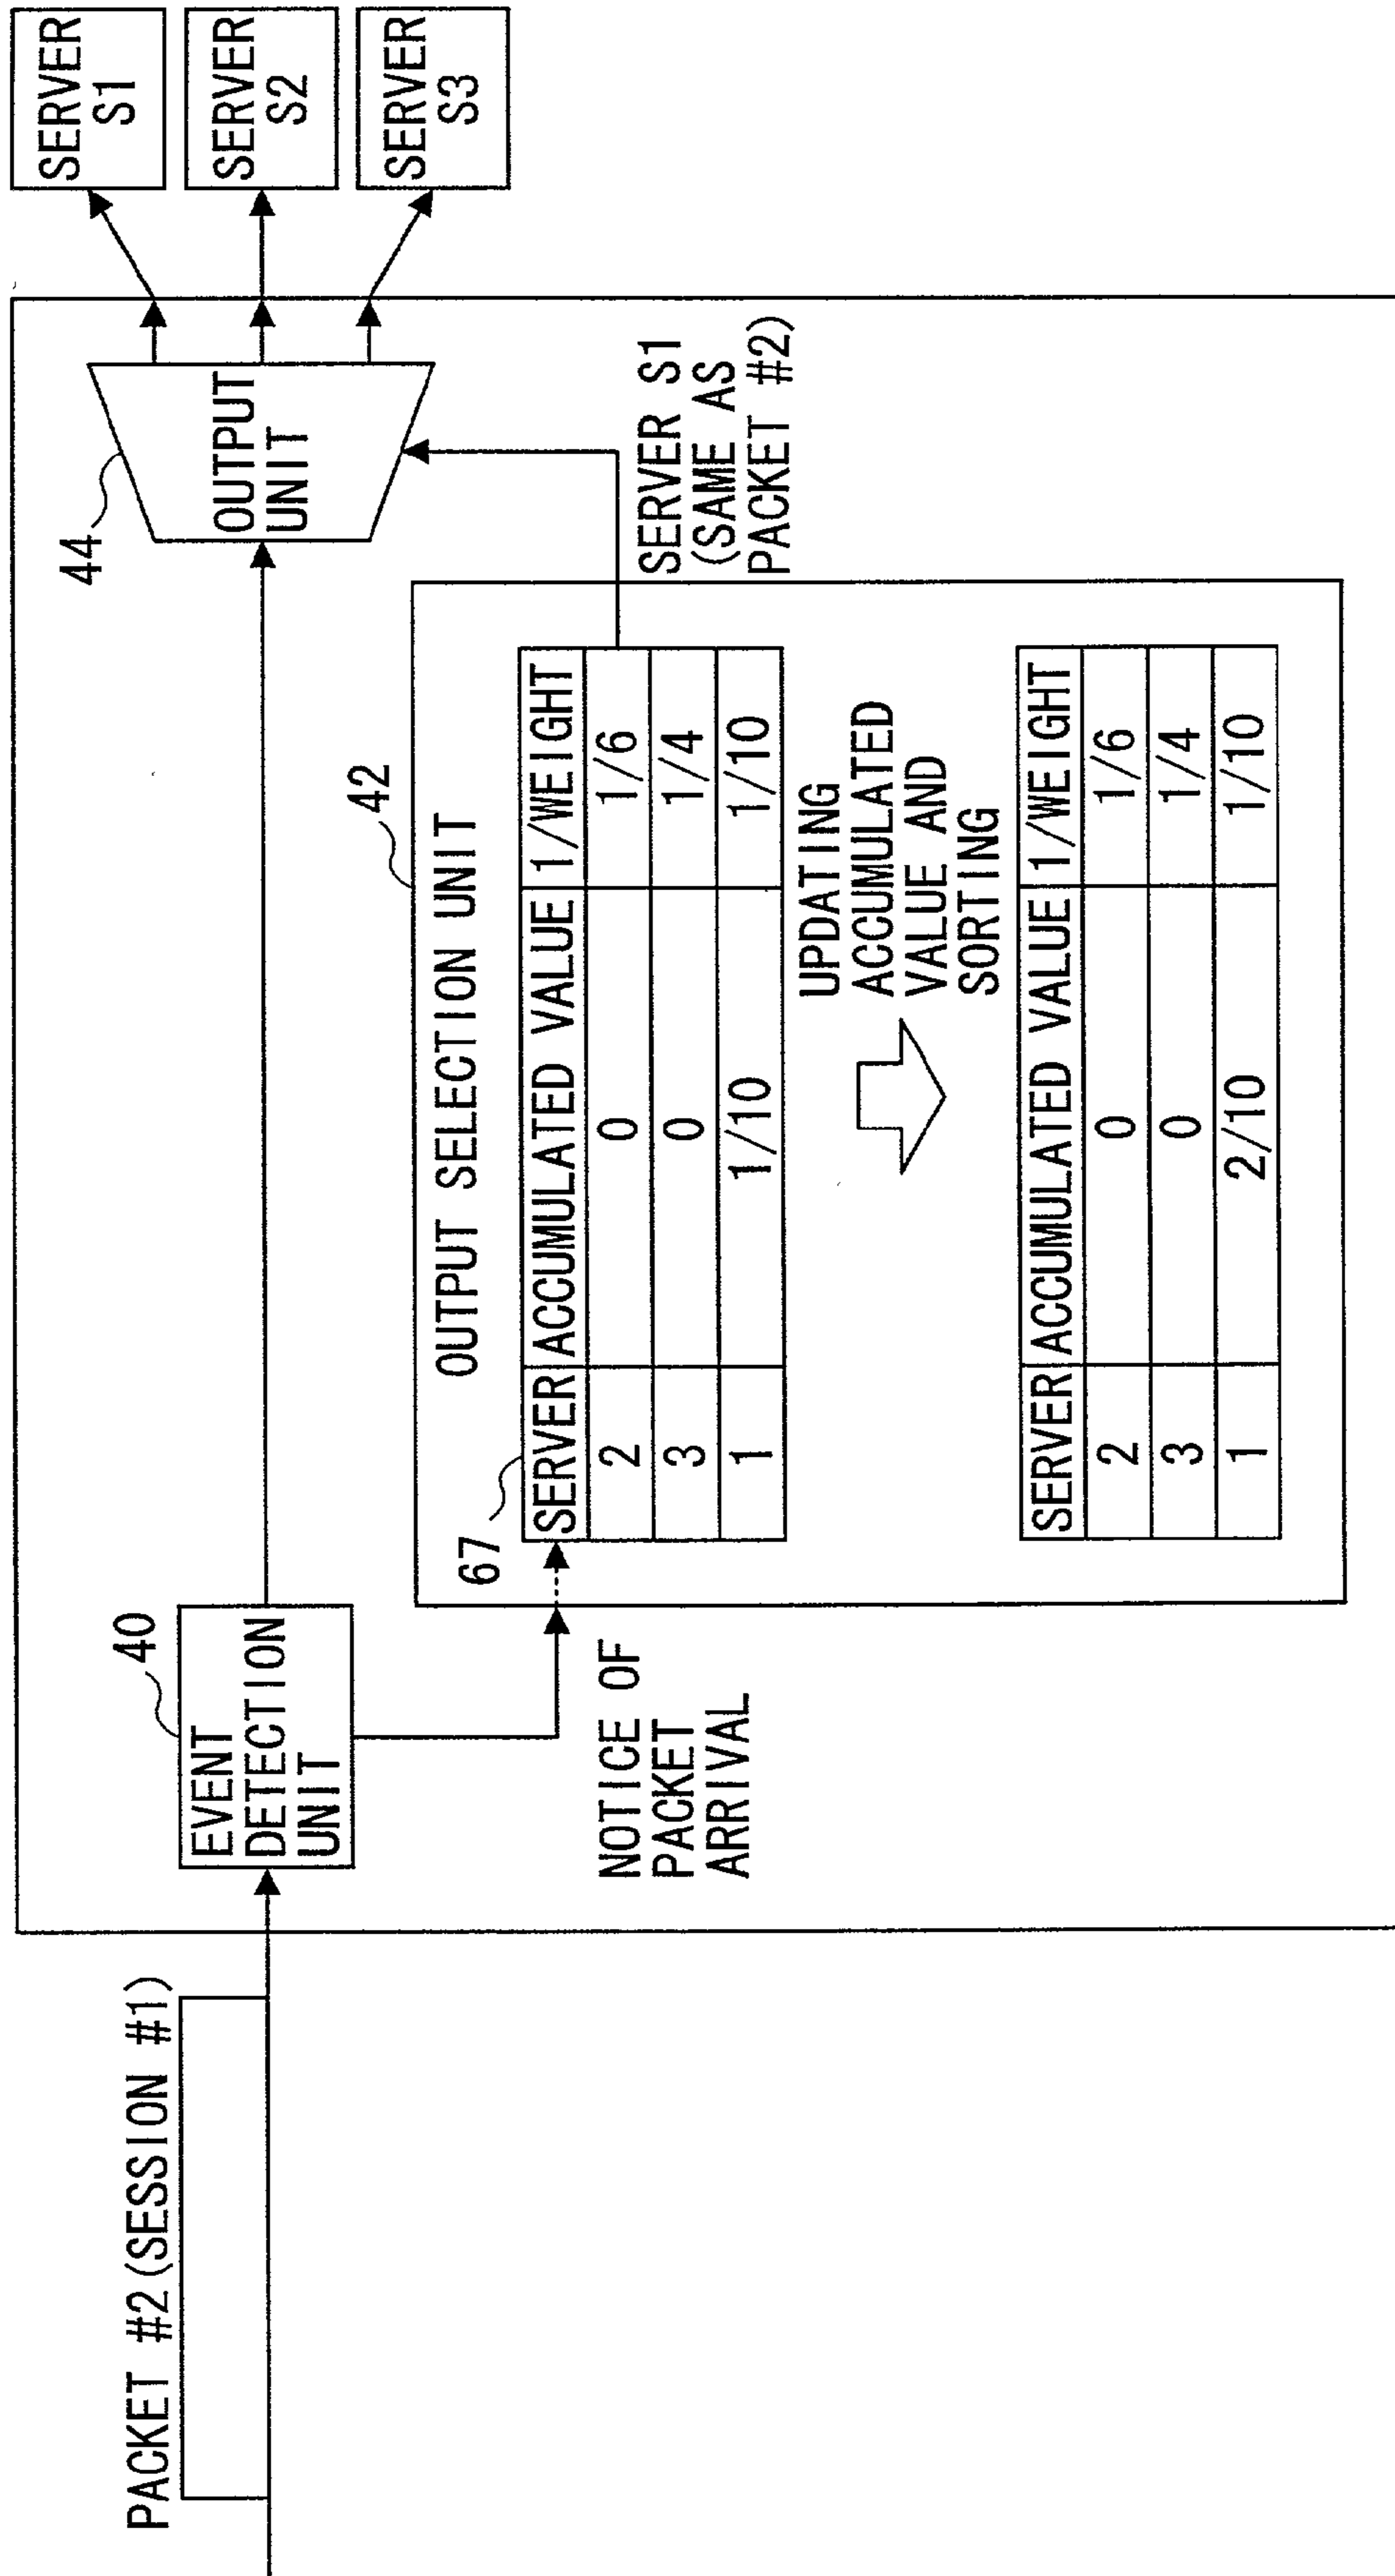 PACKET #2(SESSION #1)
40
EVENT
DETECTION
UNIT
NOTICE OF
PACKET
ARRIVAL
44
OUTPUT
UNIT
SERVER
S1
SERVER
S2
SERVER
S3
SERVER S1
(SAME AS
PACKET #2)
42
OUTPUT SELECTION UNIT
67
SERVER ACCUMULATED VALUE 1/WEIGHT
2 0 1/6
3 0 1/4
1 1/10 1/10
UPDATING
ACCUMULATED
VALUE AND
SORTING
SERVER ACCUMULATED VALUE 1/WEIGHT
2 0 1/6
3 0 1/4
1 2/10 1/10